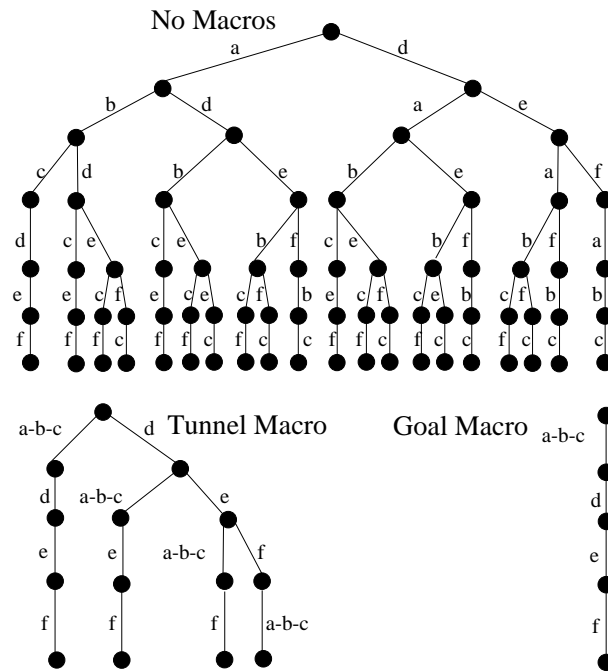 No Macros
a d
b d a e
c d b e b e a f
d c e c e b f c e b f b f a
e e c f e c e c f b e c f c e b c f b b
f f f c f f c f c c f f c f c c f c c c
a-b-c d Tunnel Macro Goal Macro
a-b-c
d a-b-c e d
e e a-b-c f e
f f f a-b-c f